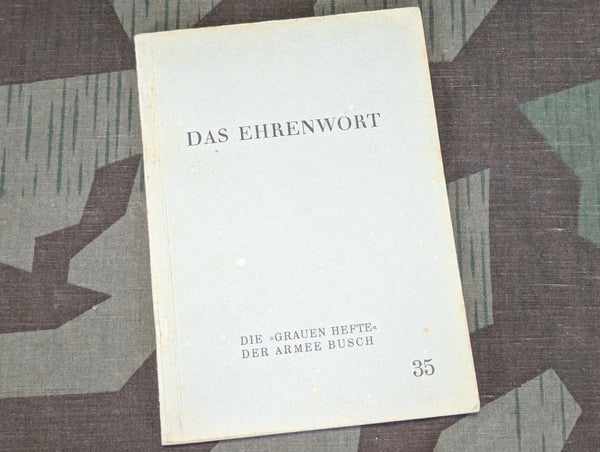 DAS EHRENWORT
DIE »GRAUEN HEFTE«
DER ARMEE BUSCH
35